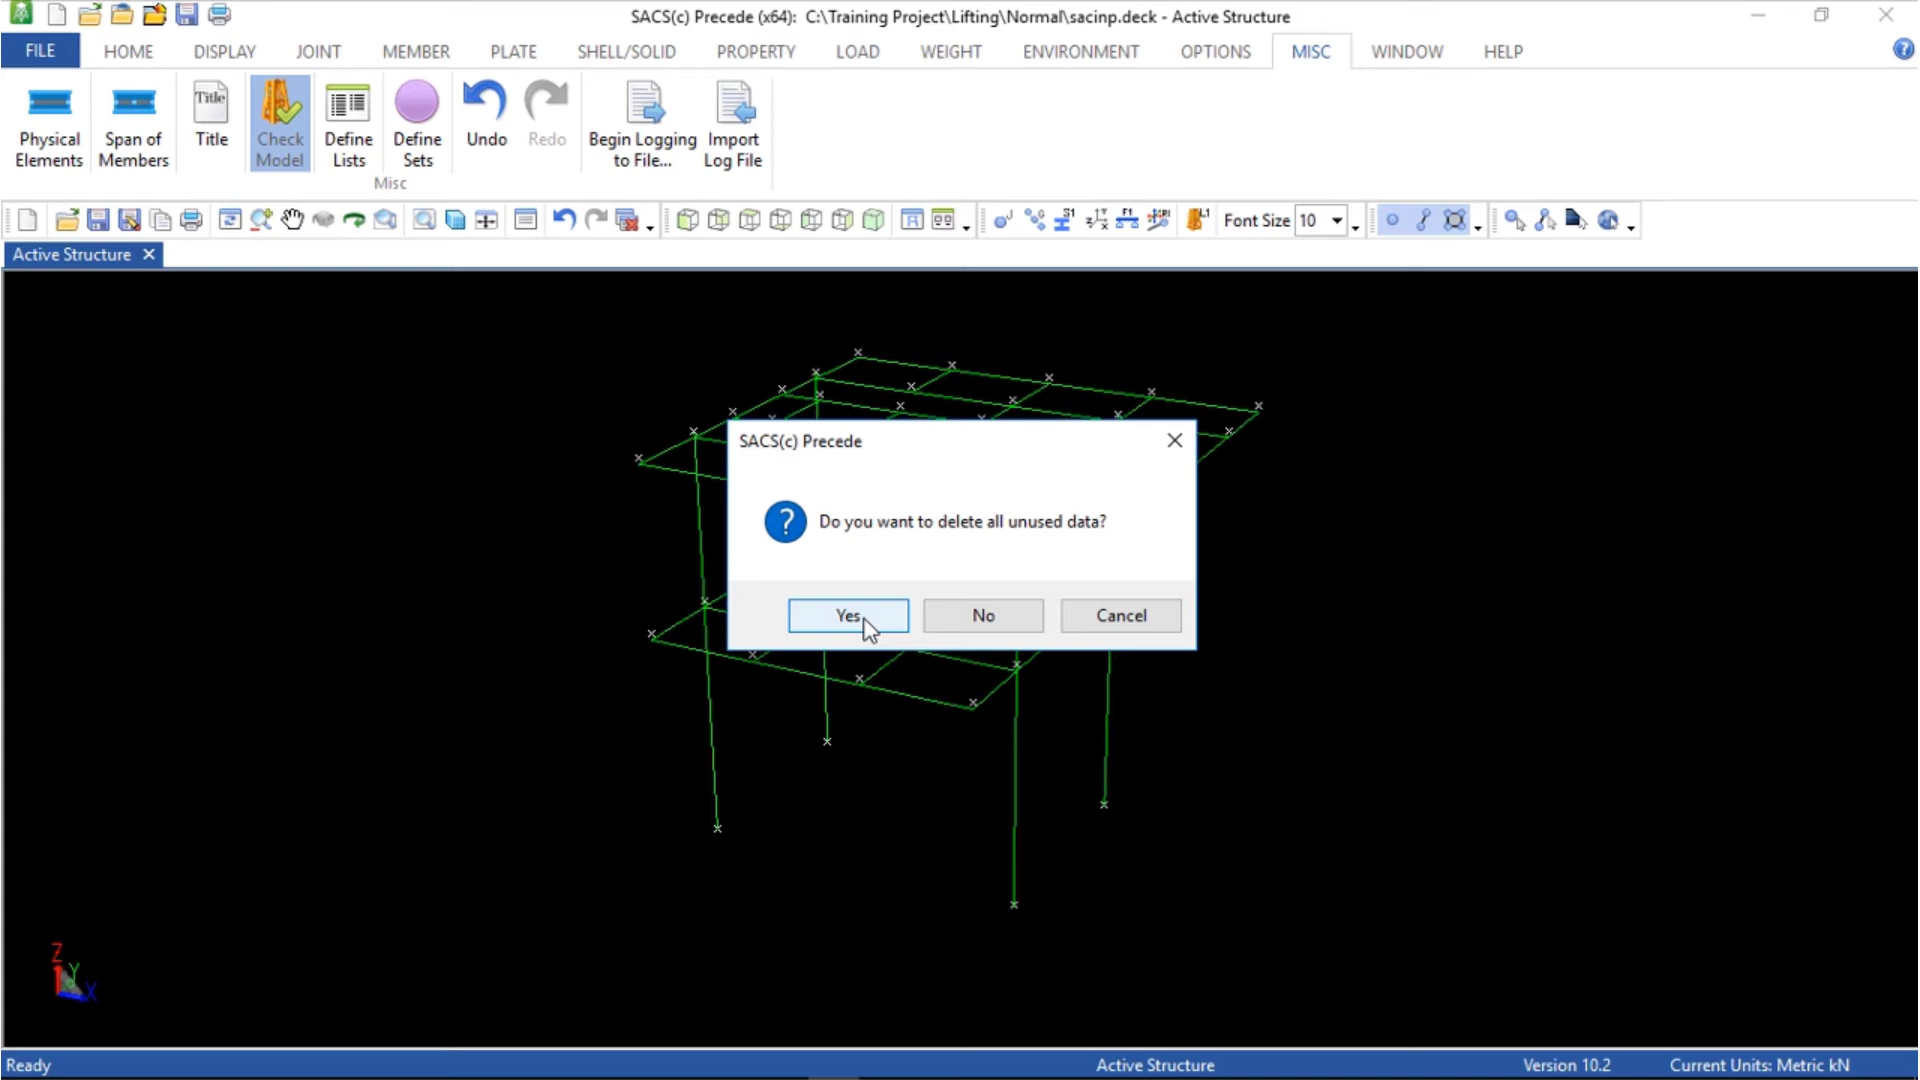 SACS(c) Precede (x64): C:\Training Project\Lifting\Normal\sacinp.deck - Active Structure
FILE HOME DISPLAY JOINT MEMBER PLATE SHELL/SOLID PROPERTY LOAD WEIGHT ENVIRONMENT OPTIONS MISC WINDOW HELP
Title
Physical Elements
Span of Members
Title
Check Model
Define Lists
Define Sets
Undo
Redo
Begin Logging to File...
Import Log File
Misc
Font Size 10
Active Structure
SACS(c) Precede
Do you want to delete all unused data?
Yes No Cancel
Z
Y
X
Ready Active Structure Version 10.2 Current Units: Metric kN